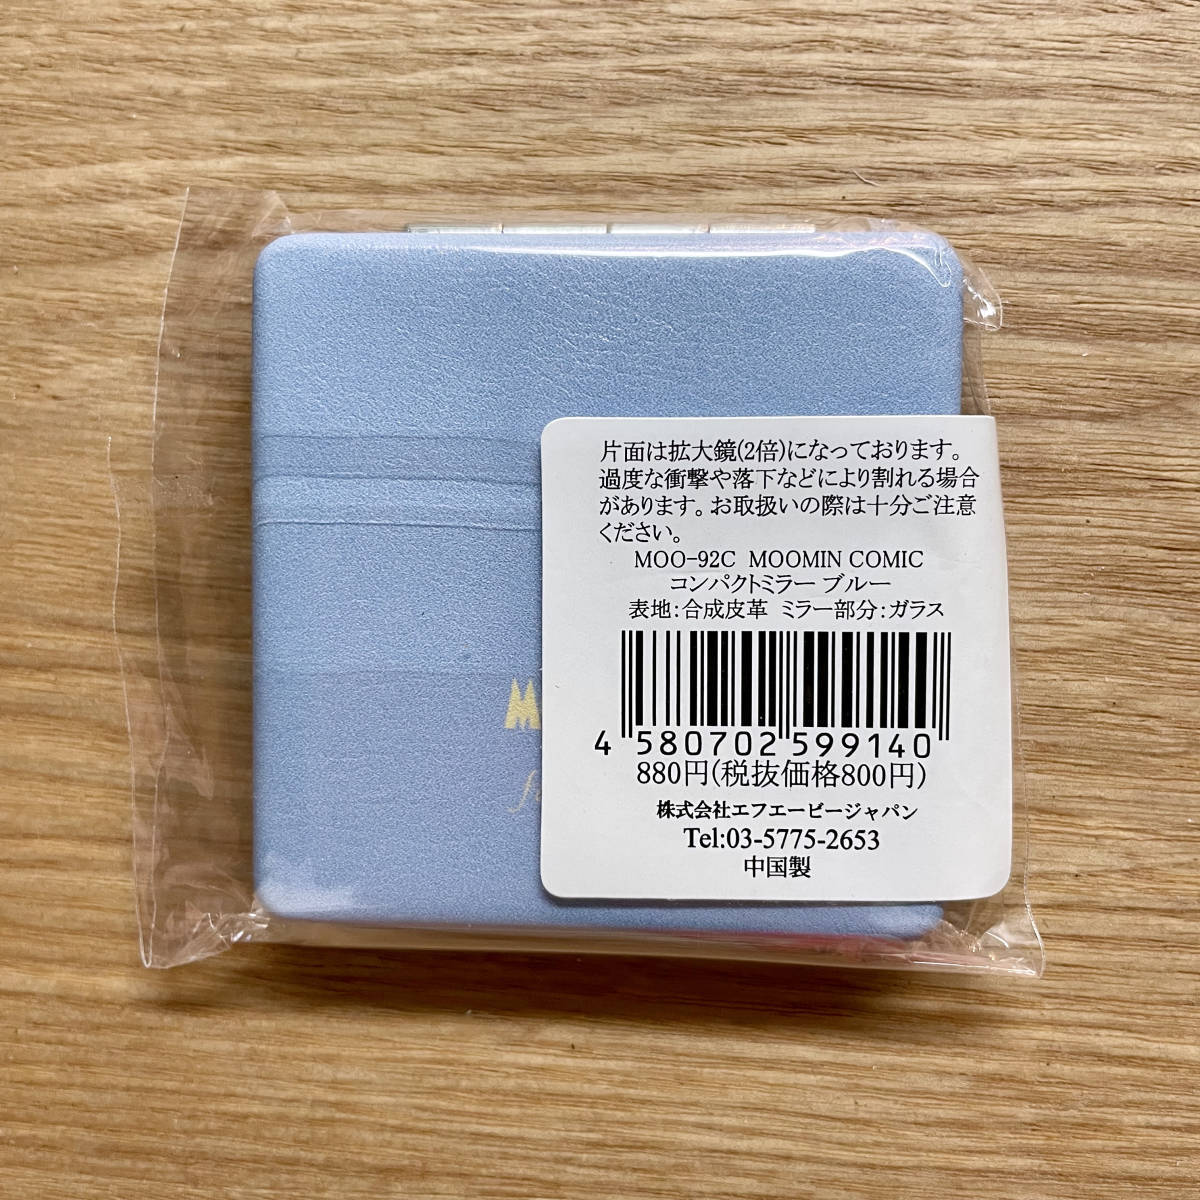 片面は拡大鏡(2倍)になっております。
過度な衝撃や落下などにより割れる場合
があります。お取扱いの際は十分ご注意
ください。
MOO-92C MOOMIN COMIC
コンパクトミラー ブルー
表地:合成皮革 ミラー部分:ガラス
4 580702 599140
880円(税抜価格800円)
株式会社エフエービージャパン
Tel:03-5775-2653
中国製